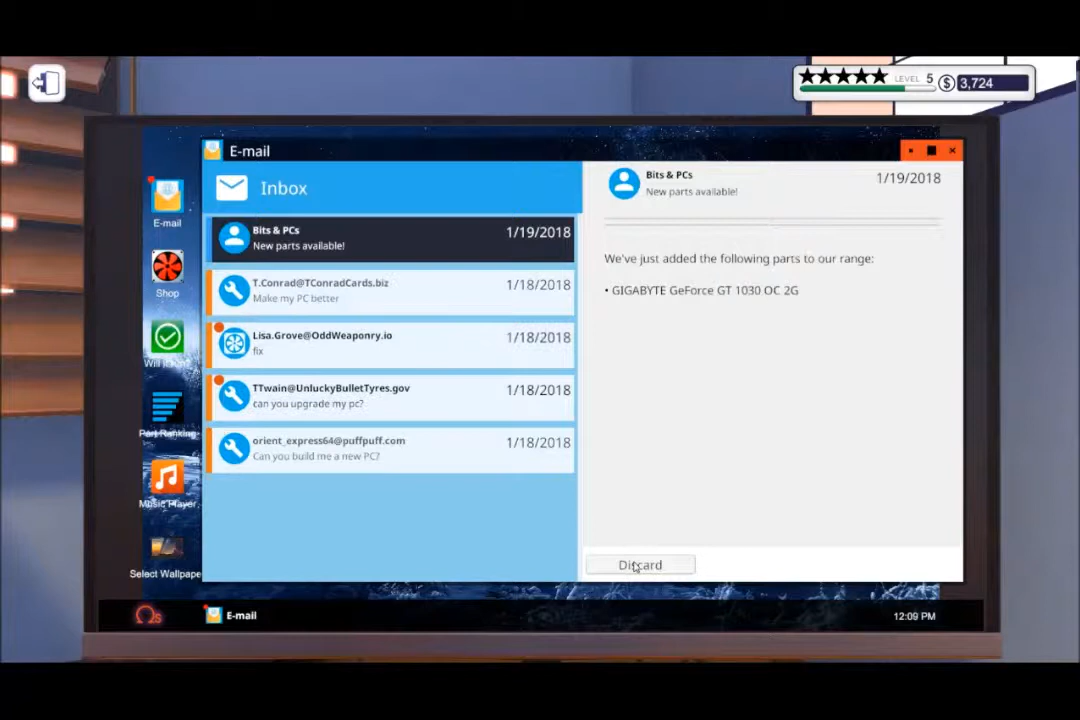 LEVEL 5 $ 3,724
E-mail
Inbox
Bits & PCs 1/19/2018
New parts available!
T.Conrad@TConradCards.biz 1/18/2018
Make my PC better
Lisa.Grove@OddWeaponry.io 1/18/2018
fix
TTwain@UnluckyBulletTyres.gov 1/18/2018
can you upgrade my pc?
orient_express64@puffpuff.com 1/18/2018
Can you build me a new PC?
Bits & PCs 1/19/2018
New parts available!
We've just added the following parts to our range:
• GIGABYTE GeForce GT 1030 OC 2G
Discard
E-mail
Shop
Will it
Part Ranking
Music Player
Select Wallpape
E-mail
12:09 PM